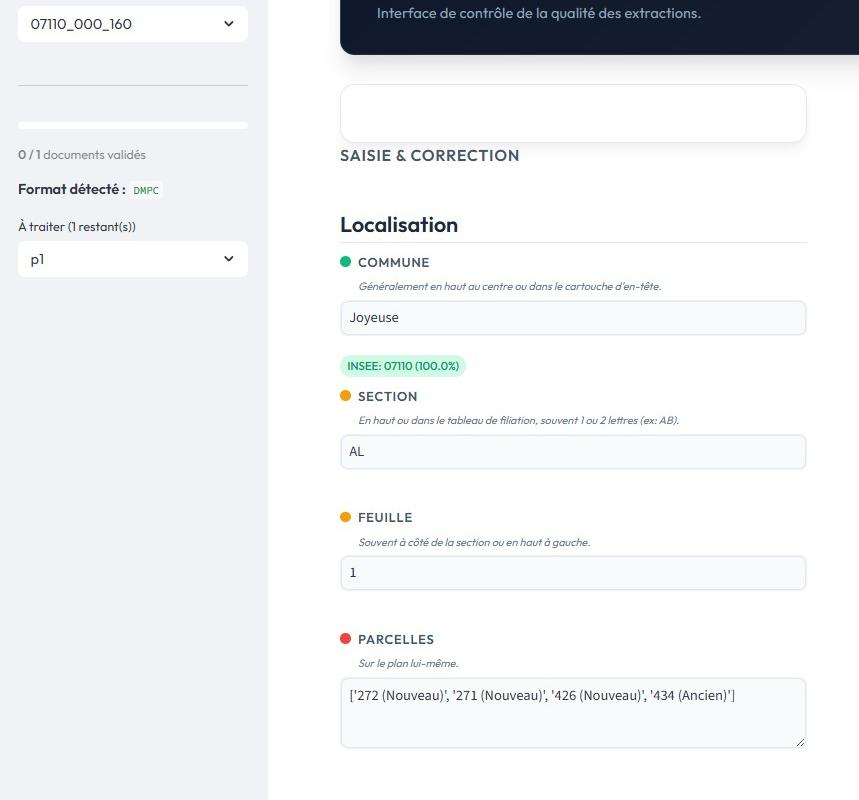 07110_000_160
0 / 1 documents validés
Format détecté : DMPC
À traiter (1 restant(s))
p1
Interface de contrôle de la qualité des extractions.
SAISIE & CORRECTION
Localisation
COMMUNE
Généralement en haut au centre ou dans le cartouche d'en-tête.
Joyeuse
INSEE: 07110 (100.0%)
SECTION
En haut ou dans le tableau de filiation, souvent 1 ou 2 lettres (ex: AB).
AL
FEUILLE
Souvent à côté de la section ou en haut à gauche.
1
PARCELLES
Sur le plan lui-même.
['272 (Nouveau)', '271 (Nouveau)', '426 (Nouveau)', '434 (Ancien)']